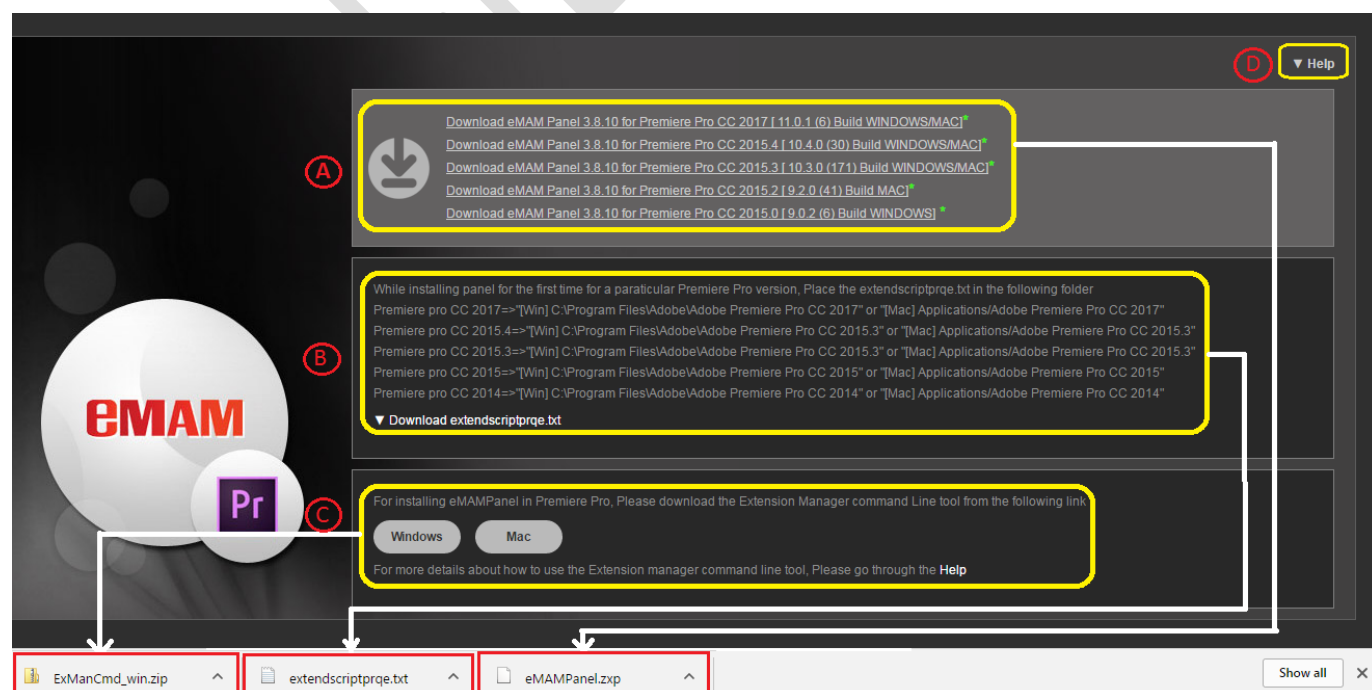 D
▼ Help
A
Download eMAM Panel 3.8.10 for Premiere Pro CC 2017 [ 11.0.1 (6) Build WINDOWS/MAC]*
Download eMAM Panel 3.8.10 for Premiere Pro CC 2015.4 [ 10.4.0 (30) Build WINDOWS/MAC]*
Download eMAM Panel 3.8.10 for Premiere Pro CC 2015.3 [ 10.3.0 (171) Build WINDOWS/MAC]*
Download eMAM Panel 3.8.10 for Premiere Pro CC 2015.2 [ 9.2.0 (41) Build MAC]*
Download eMAM Panel 3.8.10 for Premiere Pro CC 2015.0 [ 9.0.2 (6) Build WINDOWS] *
B
While installing panel for the first time for a paraticular Premiere Pro version, Place the extendscriptprqe.txt in the following folder
Premiere pro CC 2017=>"[Win] C:\Program Files\Adobe\Adobe Premiere Pro CC 2017" or "[Mac] Applications/Adobe Premiere Pro CC 2017"
Premiere pro CC 2015.4=>"[Win] C:\Program Files\Adobe\Adobe Premiere Pro CC 2015.3" or "[Mac] Applications/Adobe Premiere Pro CC 2015.3"
Premiere pro CC 2015.3=>"[Win] C:\Program Files\Adobe\Adobe Premiere Pro CC 2015.3" or "[Mac] Applications/Adobe Premiere Pro CC 2015.3"
Premiere pro CC 2015=>"[Win] C:\Program Files\Adobe\Adobe Premiere Pro CC 2015" or "[Mac] Applications/Adobe Premiere Pro CC 2015"
Premiere pro CC 2014=>"[Win] C:\Program Files\Adobe\Adobe Premiere Pro CC 2014" or "[Mac] Applications/Adobe Premiere Pro CC 2014"
▼ Download extendscriptprqe.txt
eMAM
Pr
C
For installing eMAMPanel in Premiere Pro, Please download the Extension Manager command Line tool from the following link
Windows Mac
For more details about how to use the Extension manager command line tool, Please go through the Help
ExManCmd_win.zip extendscriptprqe.txt eMAMPanel.zxp Show all